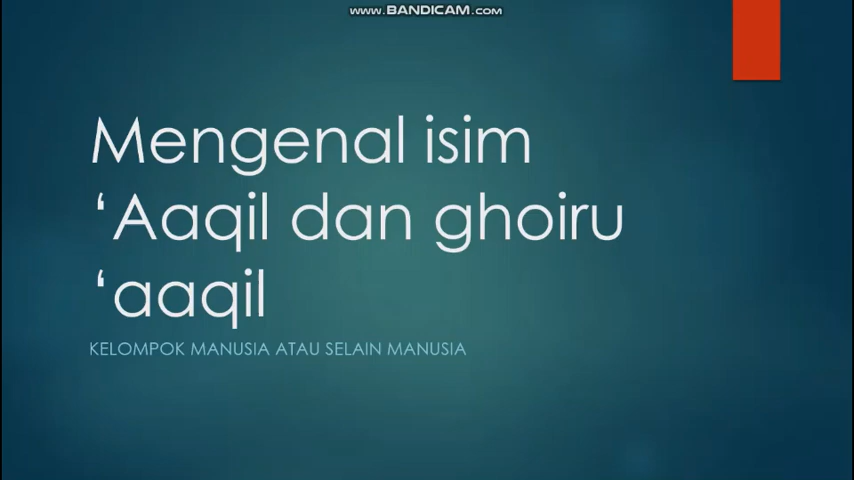 www.BANDICAM.com
Mengenal isim
‘Aaqil dan ghoiru
‘aaqil
KELOMPOK MANUSIA ATAU SELAIN MANUSIA